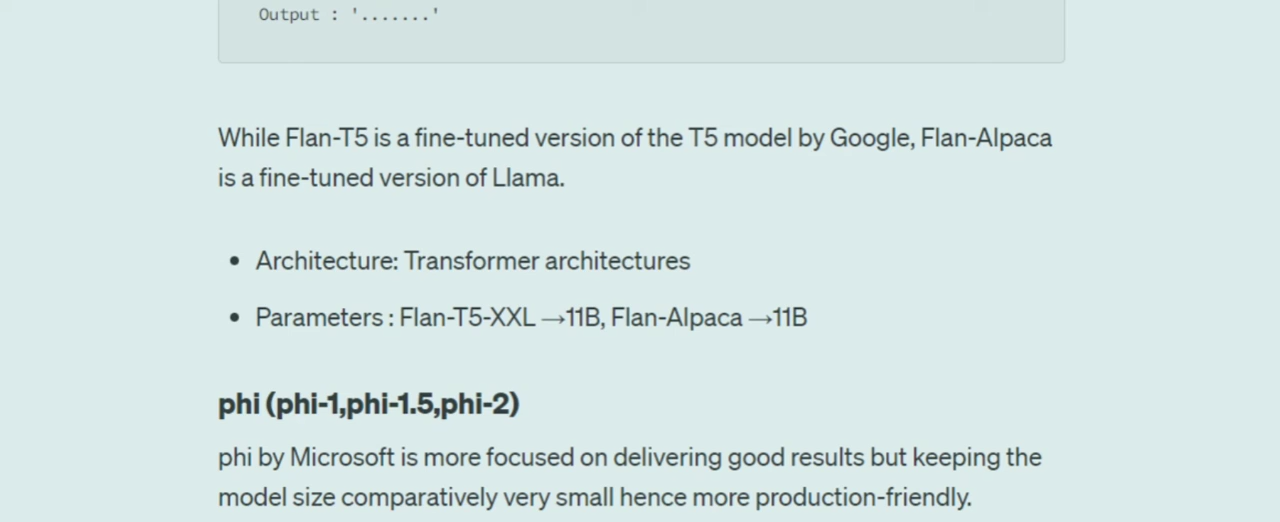 Output : '.......'
While Flan-T5 is a fine-tuned version of the T5 model by Google, Flan-Alpaca
is a fine-tuned version of Llama.
• Architecture: Transformer architectures
• Parameters : Flan-T5-XXL →11B, Flan-Alpaca →11B
phi (phi-1,phi-1.5,phi-2)
phi by Microsoft is more focused on delivering good results but keeping the
model size comparatively very small hence more production-friendly.